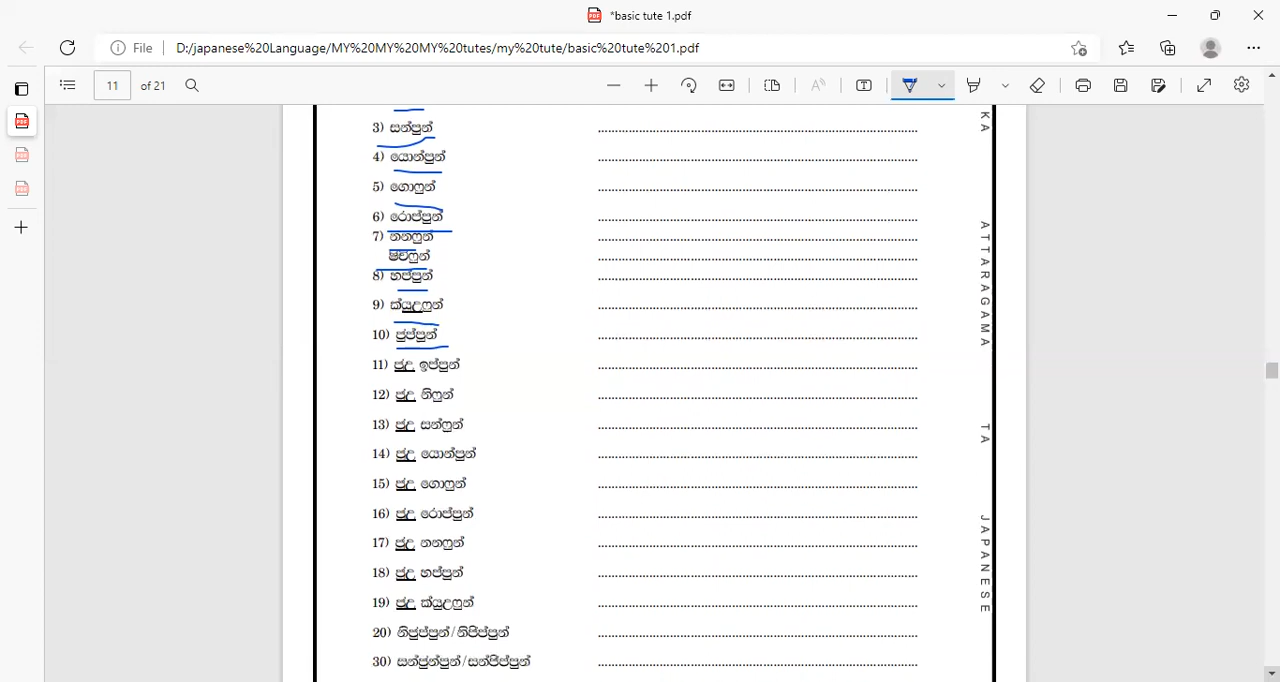 *basic tute 1.pdf
File
D:/japanese%20Language/MY%20MY%20MY%20tutes/my%20tute/basic%20tute%201.pdf
11 of 21
3) සන්පුන් ................
4) යොන්පුන් ................
5) ගොෆුන් ................
6) රොප්පුන් ................
7) නනෆුන් ................
ෂිචිෆුන් ................
8) හප්පුන් ................
9) ක්යුඋෆුන් ................
10) ජුප්පුන් ................
11) ජුඋ ඉප්පුන් ................
12) ජුඋ නිෆුන් ................
13) ජුඋ සන්ෆුන් ................
14) ජුඋ යොන්පුන් ................
15) ජුඋ ගොෆුන් ................
16) ජුඋ රොප්පුන් ................
17) ජුඋ නනෆුන් ................
18) ජුඋ හප්පුන් ................
19) ජුඋ ක්යුඋෆුන් ................
20) නිජුප්පුන්/නිජිප්පුන් ................
30) සන්ජුන්පුන්/සන්ජිප්පුන් ................
KA ATTARAGAMA TA JAPANESE